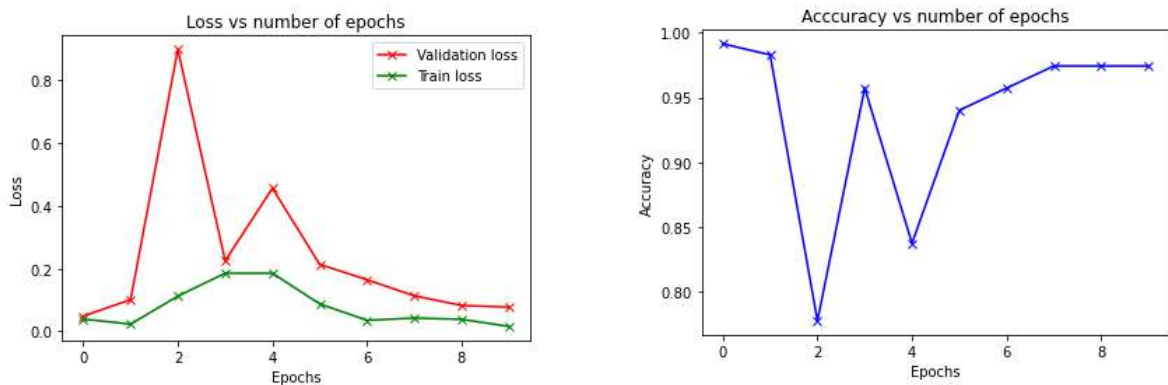 Loss vs number of epochs
Validation loss
Train loss
0.8
0.6
0.4
0.2
0.0
Loss
0 2 4 6 8
Epochs
Acccuracy vs number of epochs
1.00
0.95
0.90
0.85
0.80
Accuracy
0 2 4 6 8
Epochs